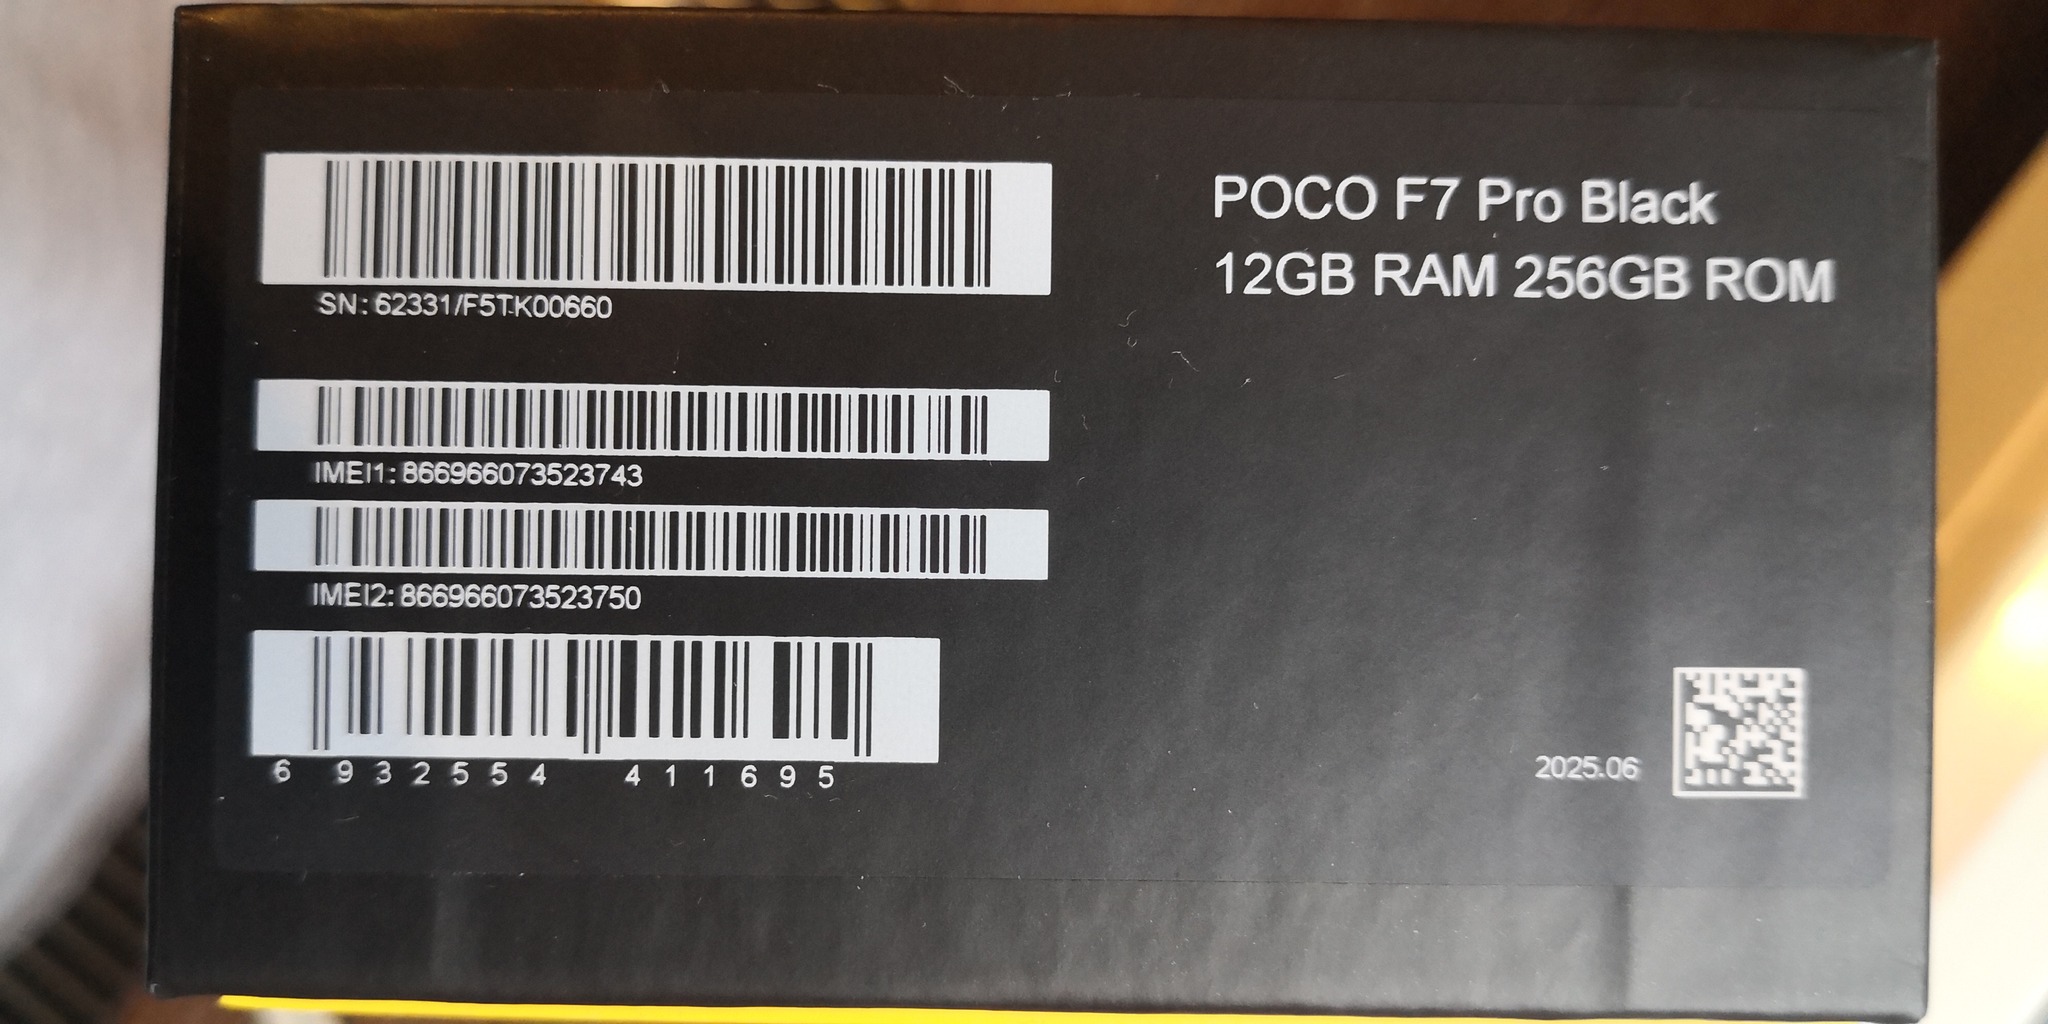 POCO F7 Pro Black
12GB RAM 256GB ROM
SN: 62331/F5TK00660
IMEI1: 866966073523743
IMEI2: 866966073523750
6 932554 411695
2025.06